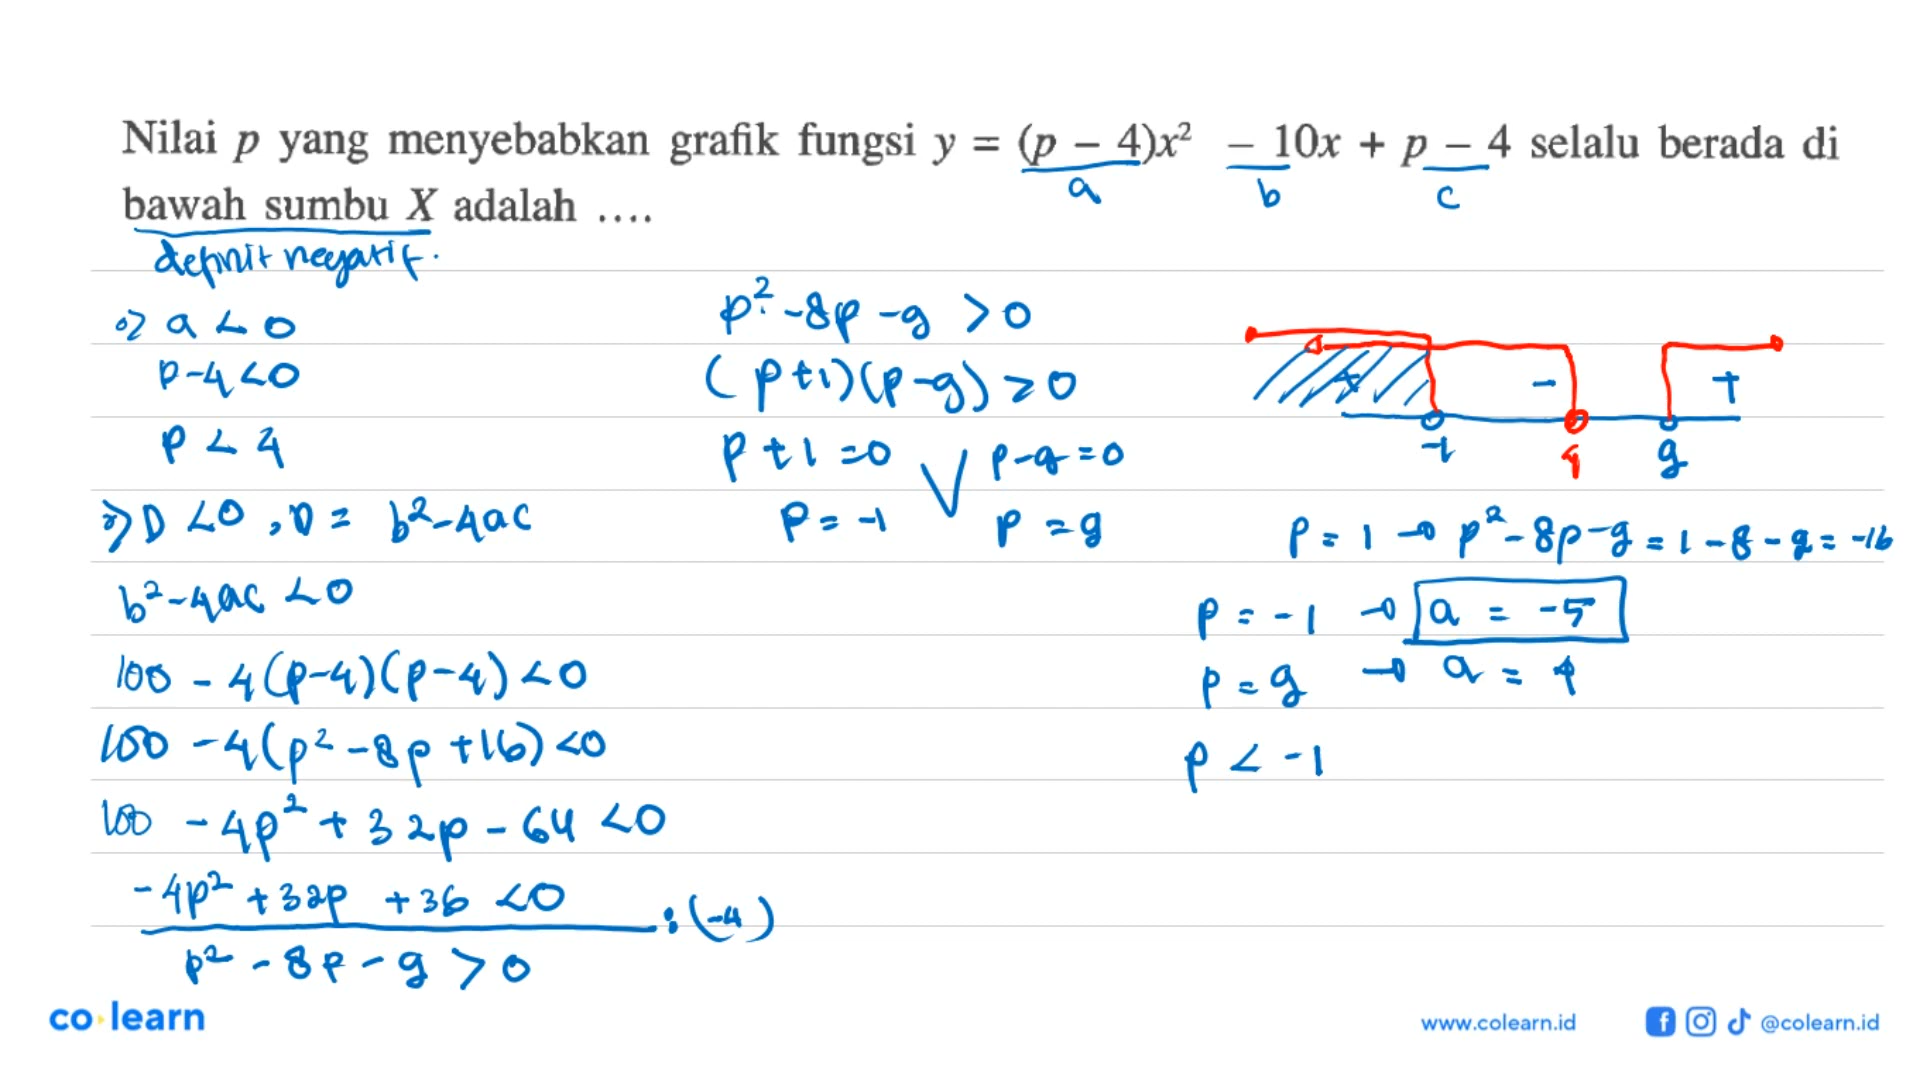 Nilai p yang menyebabkan grafik fungsi y = (p − 4)x² − 10x + p − 4 selalu berada di
a b c
bawah sumbu X adalah ....
definit negatif.
1) a < 0
p-4<0
p < 4
2) D < 0 , D = b²-4ac
b²-4ac < 0
100 - 4(p-4)(p-4) < 0
100 - 4(p² - 8p + 16) < 0
100 - 4p² + 32p - 64 < 0
-4p² + 32p + 36 < 0 : (-4)
p² - 8p - 9 > 0
p² - 8p - 9 > 0
(p+1)(p-9) > 0
p + 1 = 0 V p-9 = 0
p = -1 p = 9
+ - +
-1 4 9
p = 1 → p² - 8p - 9 = 1 - 8 - 9 = -16
p = -1 → a = -5
p = 9 → a = 4
p < -1
co learn
www.colearn.id @colearn.id